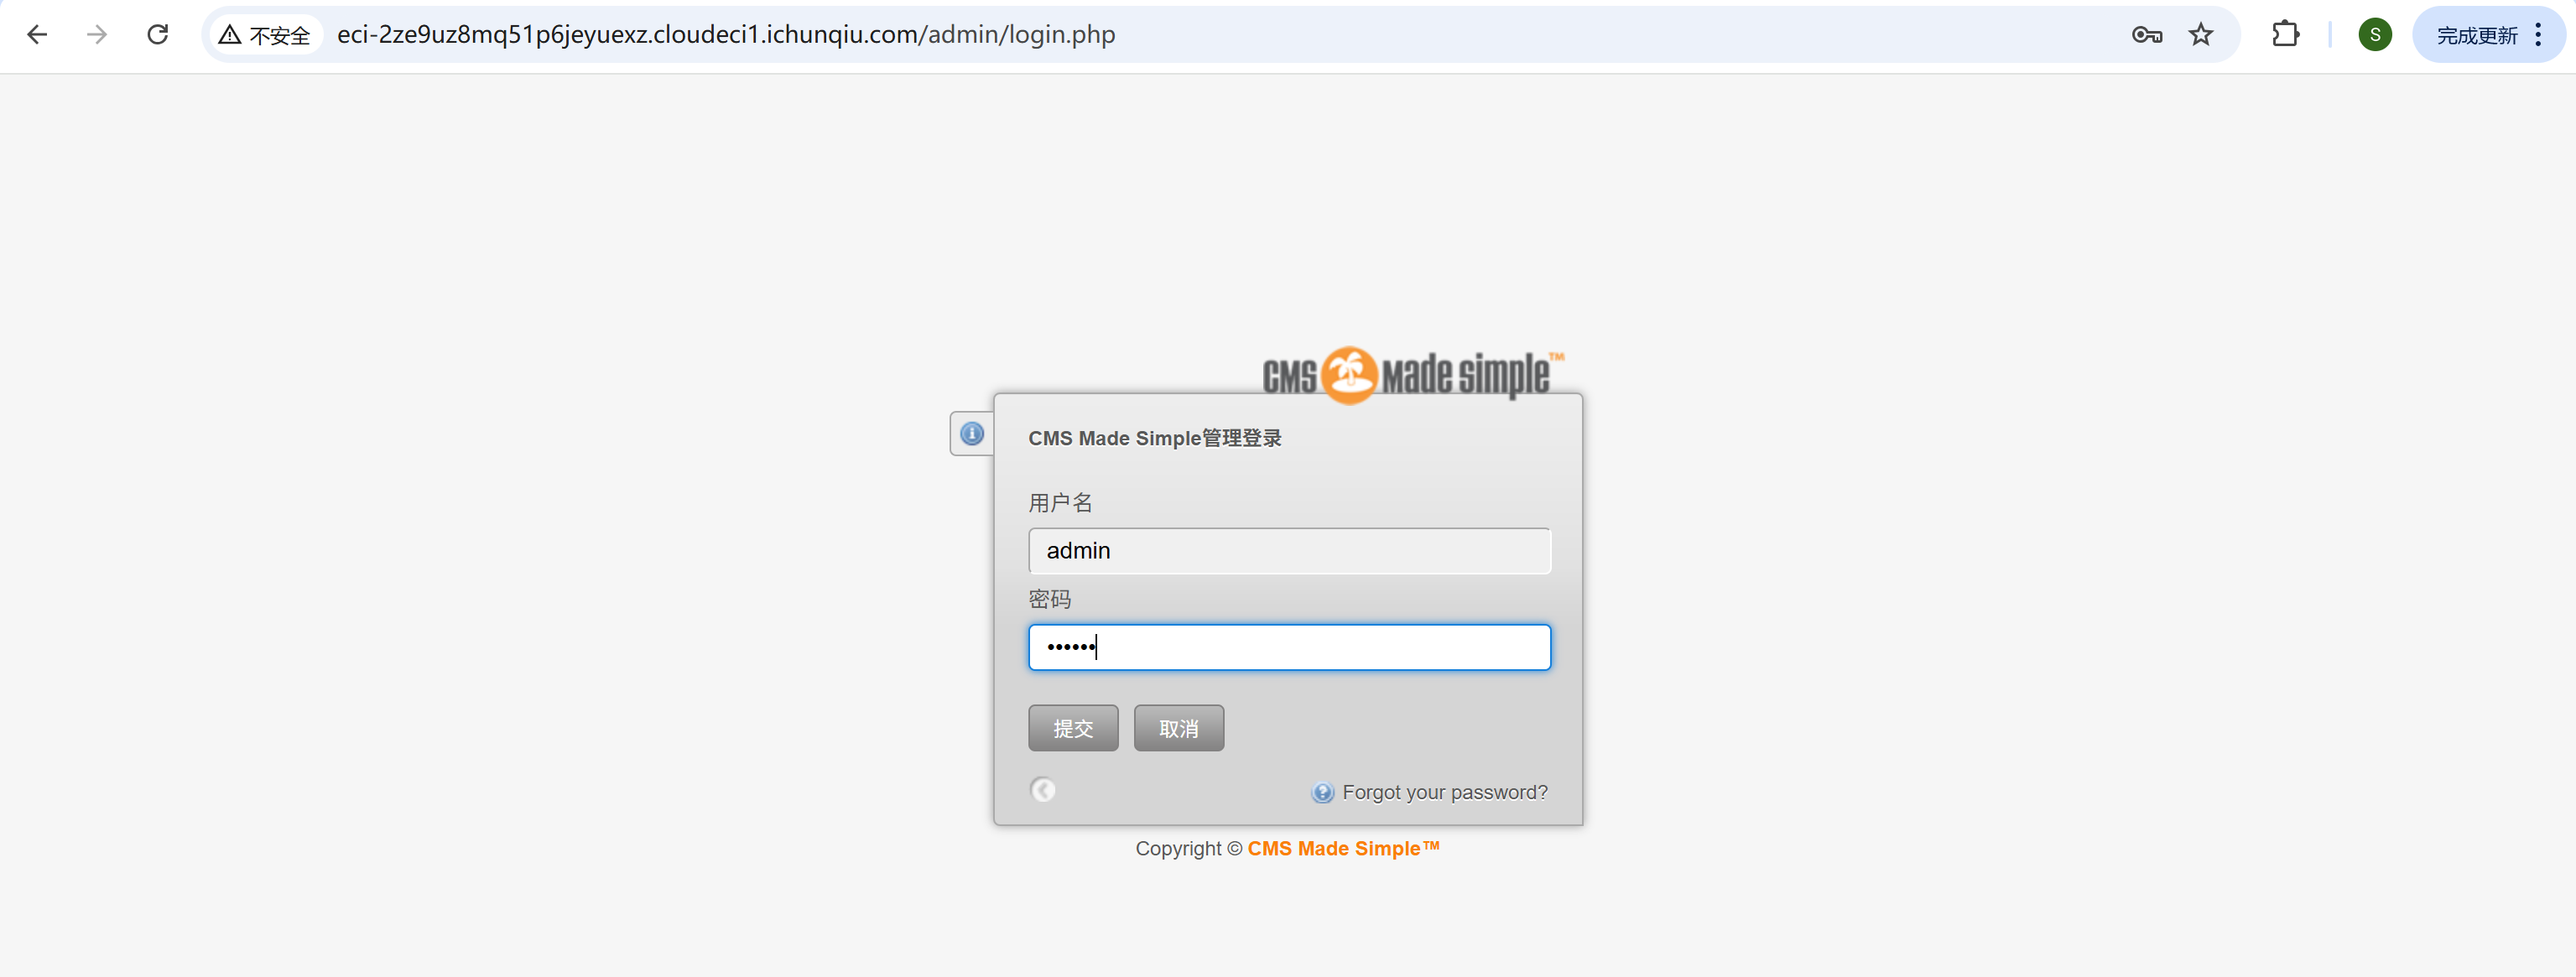 不安全 eci-2ze9uz8mq51p6jeyuexz.cloudeci1.ichunqiu.com/admin/login.php S 完成更新
CMS Made Simple™
CMS Made Simple管理登录
用户名
admin
密码
••••••
提交 取消
Forgot your password?
Copyright © CMS Made Simple™